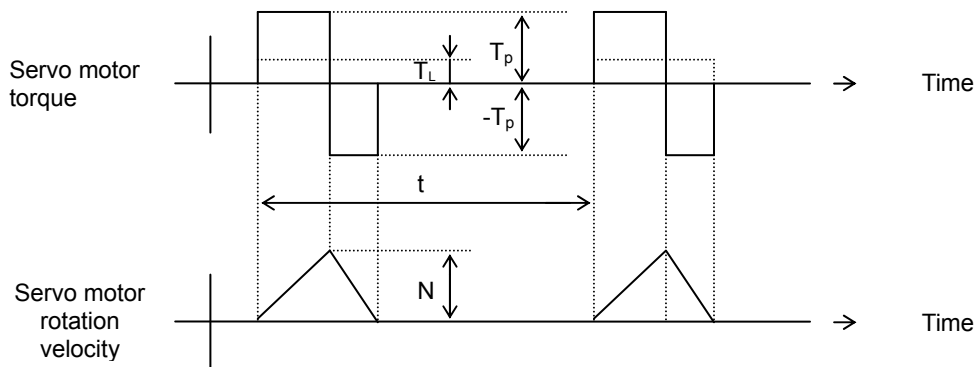 Servo motor
torque
T_p
T_L
-T_p
Time
t
Servo motor
rotation
velocity
N
Time